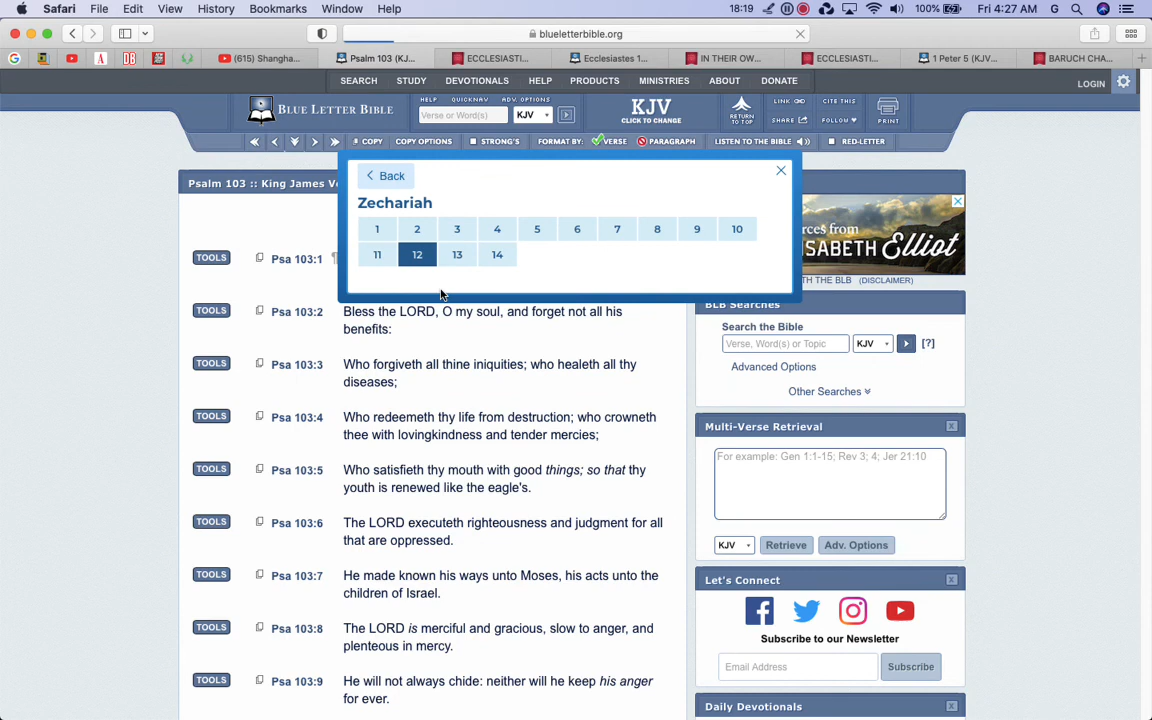 Safari File Edit View History Bookmarks Window Help 18:19 100% Fri 4:27 AM G
blueletterbible.org
(615) Shangha... Psalm 103 (KJ... ECCLESIASTI... Ecclesiastes 1... IN THEIR OW... ECCLESIASTI... 1 Peter 5 (KJV... BARUCH CHA...
SEARCH STUDY DEVOTIONALS HELP PRODUCTS MINISTRIES ABOUT DONATE LOGIN
HELP QUICKNAV ADV. OPTIONS
BLUE LETTER BIBLE Verse or Word(s) KJV
KJV
CLICK TO CHANGE
RETURN
TO TOP
LINK CITE THIS
SHARE FOLLOW PRINT
COPY COPY OPTIONS STRONG'S FORMAT BY: VERSE PARAGRAPH LISTEN TO THE BIBLE RED-LETTER
Back
Zechariah
1 2 3 4 5 6 7 8 9 10
11 12 13 14
Psalm 103 :: King James Ve
TOOLS Psa 103:1 ¶
TOOLS Psa 103:2 Bless the LORD, O my soul, and forget not all his
benefits:
TOOLS Psa 103:3 Who forgiveth all thine iniquities; who healeth all thy
diseases;
TOOLS Psa 103:4 Who redeemeth thy life from destruction; who crowneth
thee with lovingkindness and tender mercies;
TOOLS Psa 103:5 Who satisfieth thy mouth with good things; so that thy
youth is renewed like the eagle's.
TOOLS Psa 103:6 The LORD executeth righteousness and judgment for all
that are oppressed.
TOOLS Psa 103:7 He made known his ways unto Moses, his acts unto the
children of Israel.
TOOLS Psa 103:8 The LORD is merciful and gracious, slow to anger, and
plenteous in mercy.
TOOLS Psa 103:9 He will not always chide: neither will he keep his anger
for ever.
rces from
ISABETH Elliot
THE BLB (DISCLAIMER)
BLB Searches
Search the Bible
Verse, Word(s) or Topic KJV [?]
Advanced Options
Other Searches
Multi-Verse Retrieval X
For example: Gen 1:1-15; Rev 3; 4; Jer 21:10
KJV Retrieve Adv. Options
Let's Connect X
Subscribe to our Newsletter
Email Address Subscribe
Daily Devotionals X